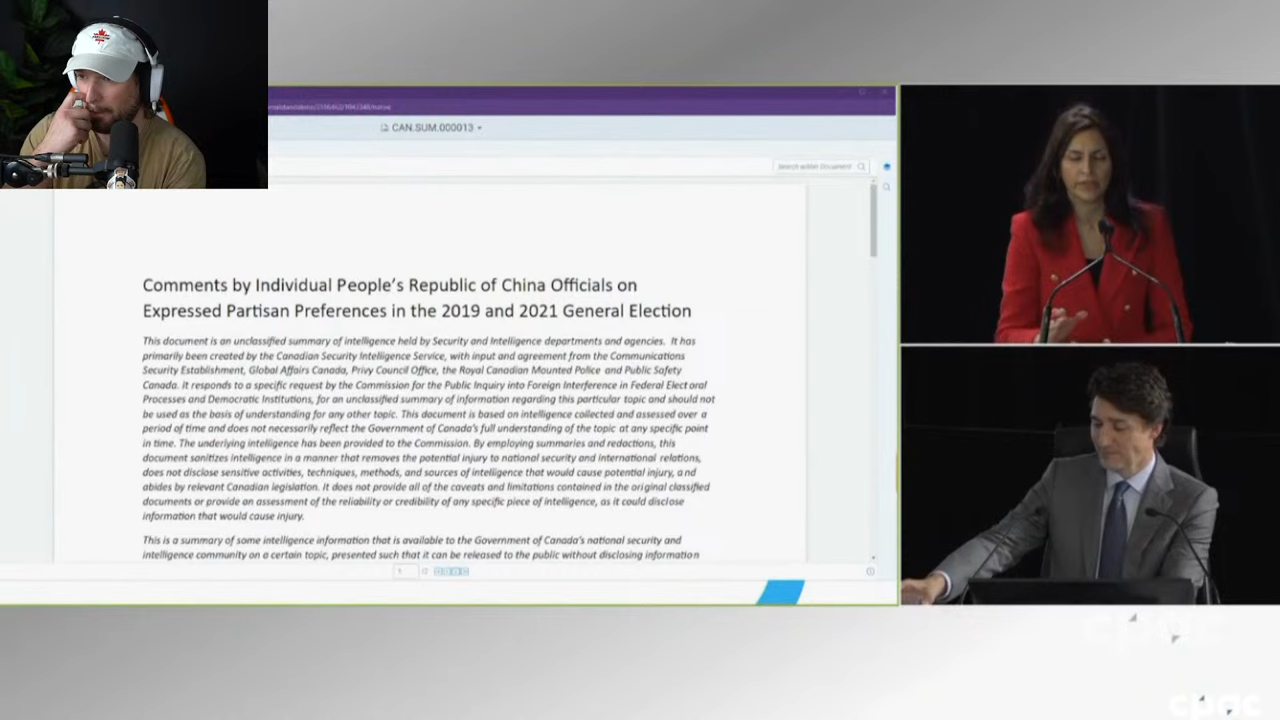 CAN.SUM.000013
Search within Document
Comments by Individual People's Republic of China Officials on
Expressed Partisan Preferences in the 2019 and 2021 General Election
This document is an unclassified summary of intelligence held by Security and Intelligence departments and agencies. It has
primarily been created by the Canadian Security Intelligence Service, with input and agreement from the Communications
Security Establishment, Global Affairs Canada, Privy Council Office, the Royal Canadian Mounted Police and Public Safety
Canada. It responds to a specific request by the Commission for the Public Inquiry into Foreign Interference in Federal Electoral
Processes and Democratic Institutions, for an unclassified summary of information regarding this particular topic and should not
be used as the basis of understanding for any other topic. This document is based on intelligence collected and assessed over a
period of time and does not necessarily reflect the Government of Canada's full understanding of the topic at any specific point
in time. The underlying intelligence has been provided to the Commission. By employing summaries and redactions, this
document sanitizes intelligence in a manner that removes the potential injury to national security and international relations,
does not disclose sensitive activities, techniques, methods, and sources of intelligence that would cause potential injury, and
abides by relevant Canadian legislation. It does not provide all of the caveats and limitations contained in the original classified
documents or provide an assessment of the reliability or credibility of any specific piece of intelligence, as it could disclose
information that would cause injury.
This is a summary of some intelligence information that is available to the Government of Canada's national security and
intelligence community on a certain topic, presented such that it can be released to the public without disclosing information
cpac
cpac